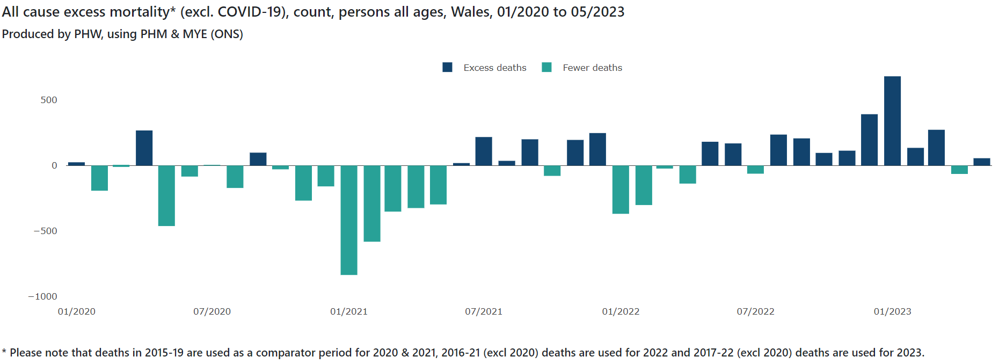 All cause excess mortality* (excl. COVID-19), count, persons all ages, Wales, 01/2020 to 05/2023
Produced by PHW, using PHM & MYE (ONS)
Excess deaths Fewer deaths
500
0
−500
−1000
01/2020 07/2020 01/2021 07/2021 01/2022 07/2022 01/2023
* Please note that deaths in 2015-19 are used as a comparator period for 2020 & 2021, 2016-21 (excl 2020) deaths are used for 2022 and 2017-22 (excl 2020) deaths are used for 2023.